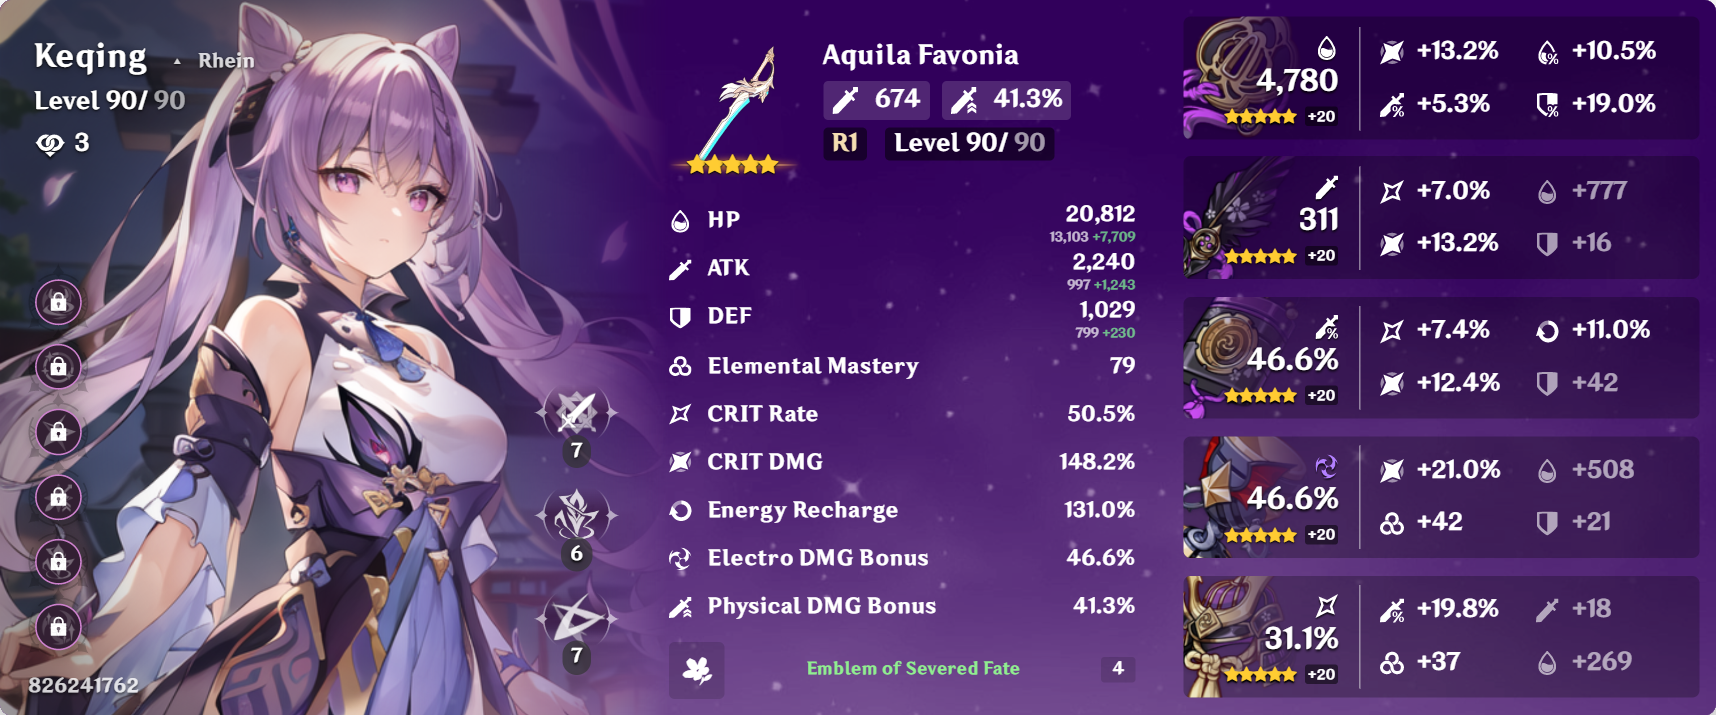 Keqing ▲ Rhein
Level 90/ 90
3
7
6
7
826241762
Aquila Favonia
674 41.3%
R1 Level 90/ 90
HP 20,812
13,103 +7,709
ATK 2,240
997 +1,243
DEF 1,029
799 +230
Elemental Mastery 79
CRIT Rate 50.5%
CRIT DMG 148.2%
Energy Recharge 131.0%
Electro DMG Bonus 46.6%
Physical DMG Bonus 41.3%
Emblem of Severed Fate 4
4,780
+20
+13.2% +10.5%
+5.3% +19.0%
311
+20
+7.0% +777
+13.2% +16
46.6%
+20
+7.4% +11.0%
+12.4% +42
46.6%
+20
+21.0% +508
+42 +21
31.1%
+20
+19.8% +18
+37 +269